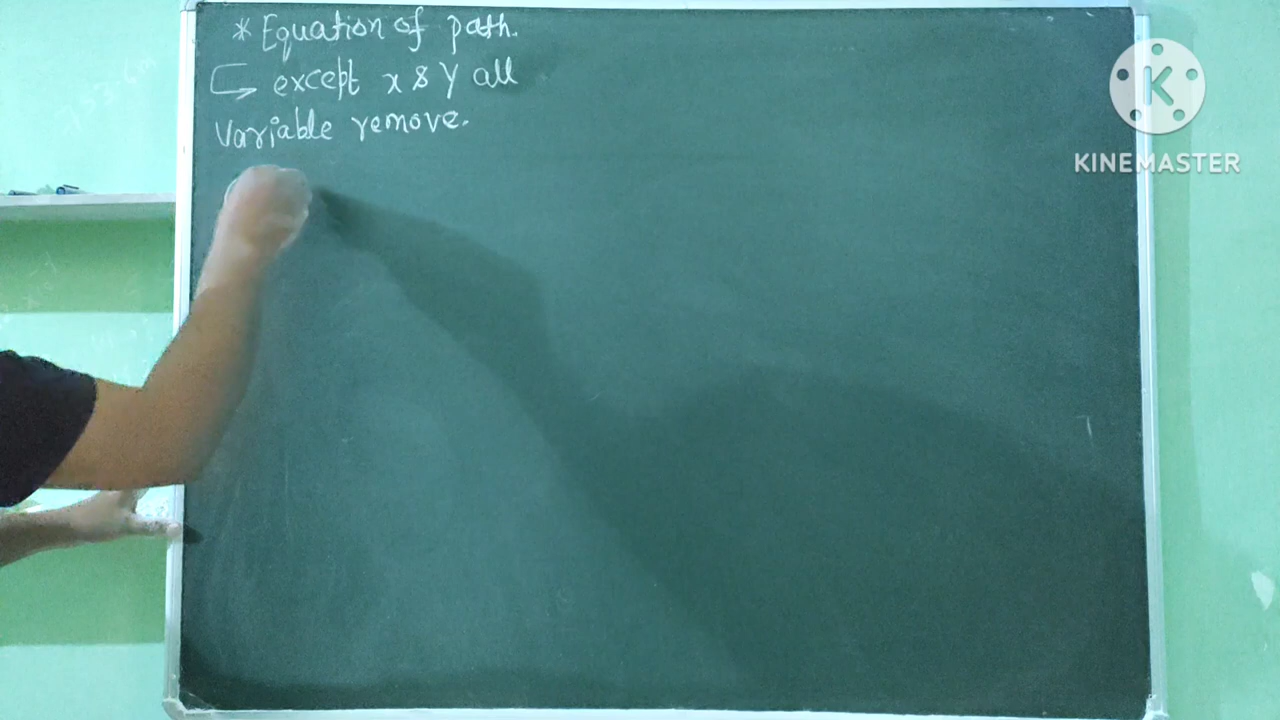 * Equation of path.
↳ except x & y all
Variable remove.
K
KINEMASTER